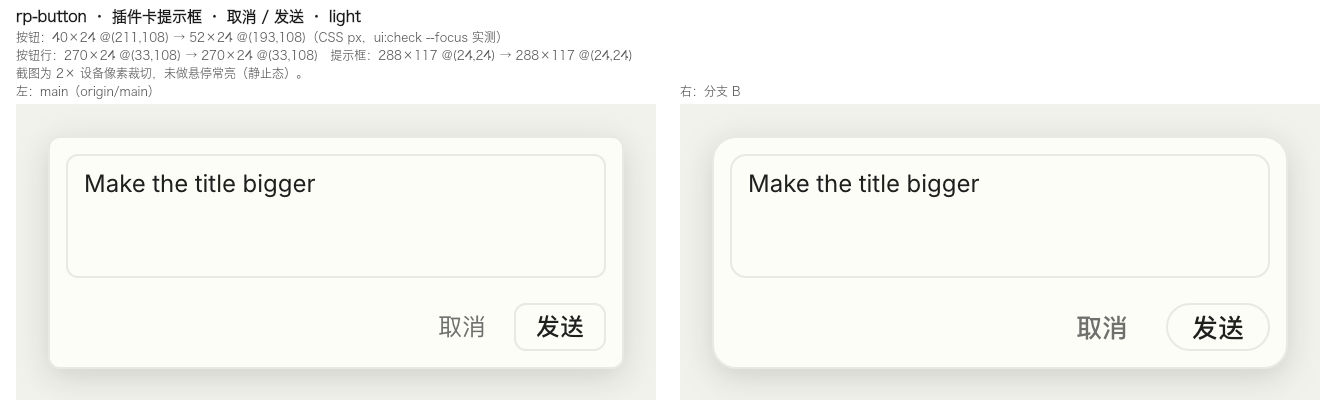 rp-button · 插件卡提示框 · 取消 / 发送 · light
按钮：40×24 @(211,108) → 52×24 @(193,108)（CSS px，ui:check --focus 实测）
按钮行：270×24 @(33,108) → 270×24 @(33,108) 提示框：288×117 @(24,24) → 288×117 @(24,24)
截图为 2× 设备像素裁切，未做悬停常亮（静止态）。
左：main（origin/main）
右：分支 B
Make the title bigger
取消 发送
Make the title bigger
取消 发送